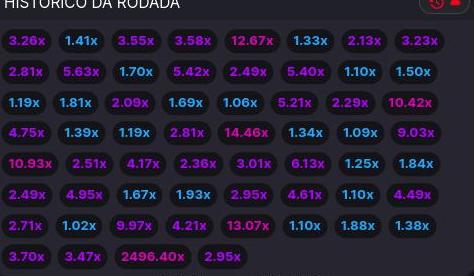 HISTÓRICO DA RODADA
3.26x 1.41x 3.55x 3.58x 12.67x 1.33x 2.13x 3.23x
2.81x 5.63x 1.70x 5.42x 2.49x 5.40x 1.10x 1.50x
1.19x 1.81x 2.09x 1.69x 1.06x 5.21x 2.29x 10.42x
4.75x 1.39x 1.19x 2.81x 14.46x 1.34x 1.09x 9.03x
10.93x 2.51x 4.17x 2.36x 3.01x 6.13x 1.25x 1.84x
2.49x 4.95x 1.67x 1.93x 2.95x 4.61x 1.10x 4.49x
2.71x 1.02x 9.97x 4.21x 13.07x 1.10x 1.88x 1.38x
3.70x 3.47x 2496.40x 2.95x